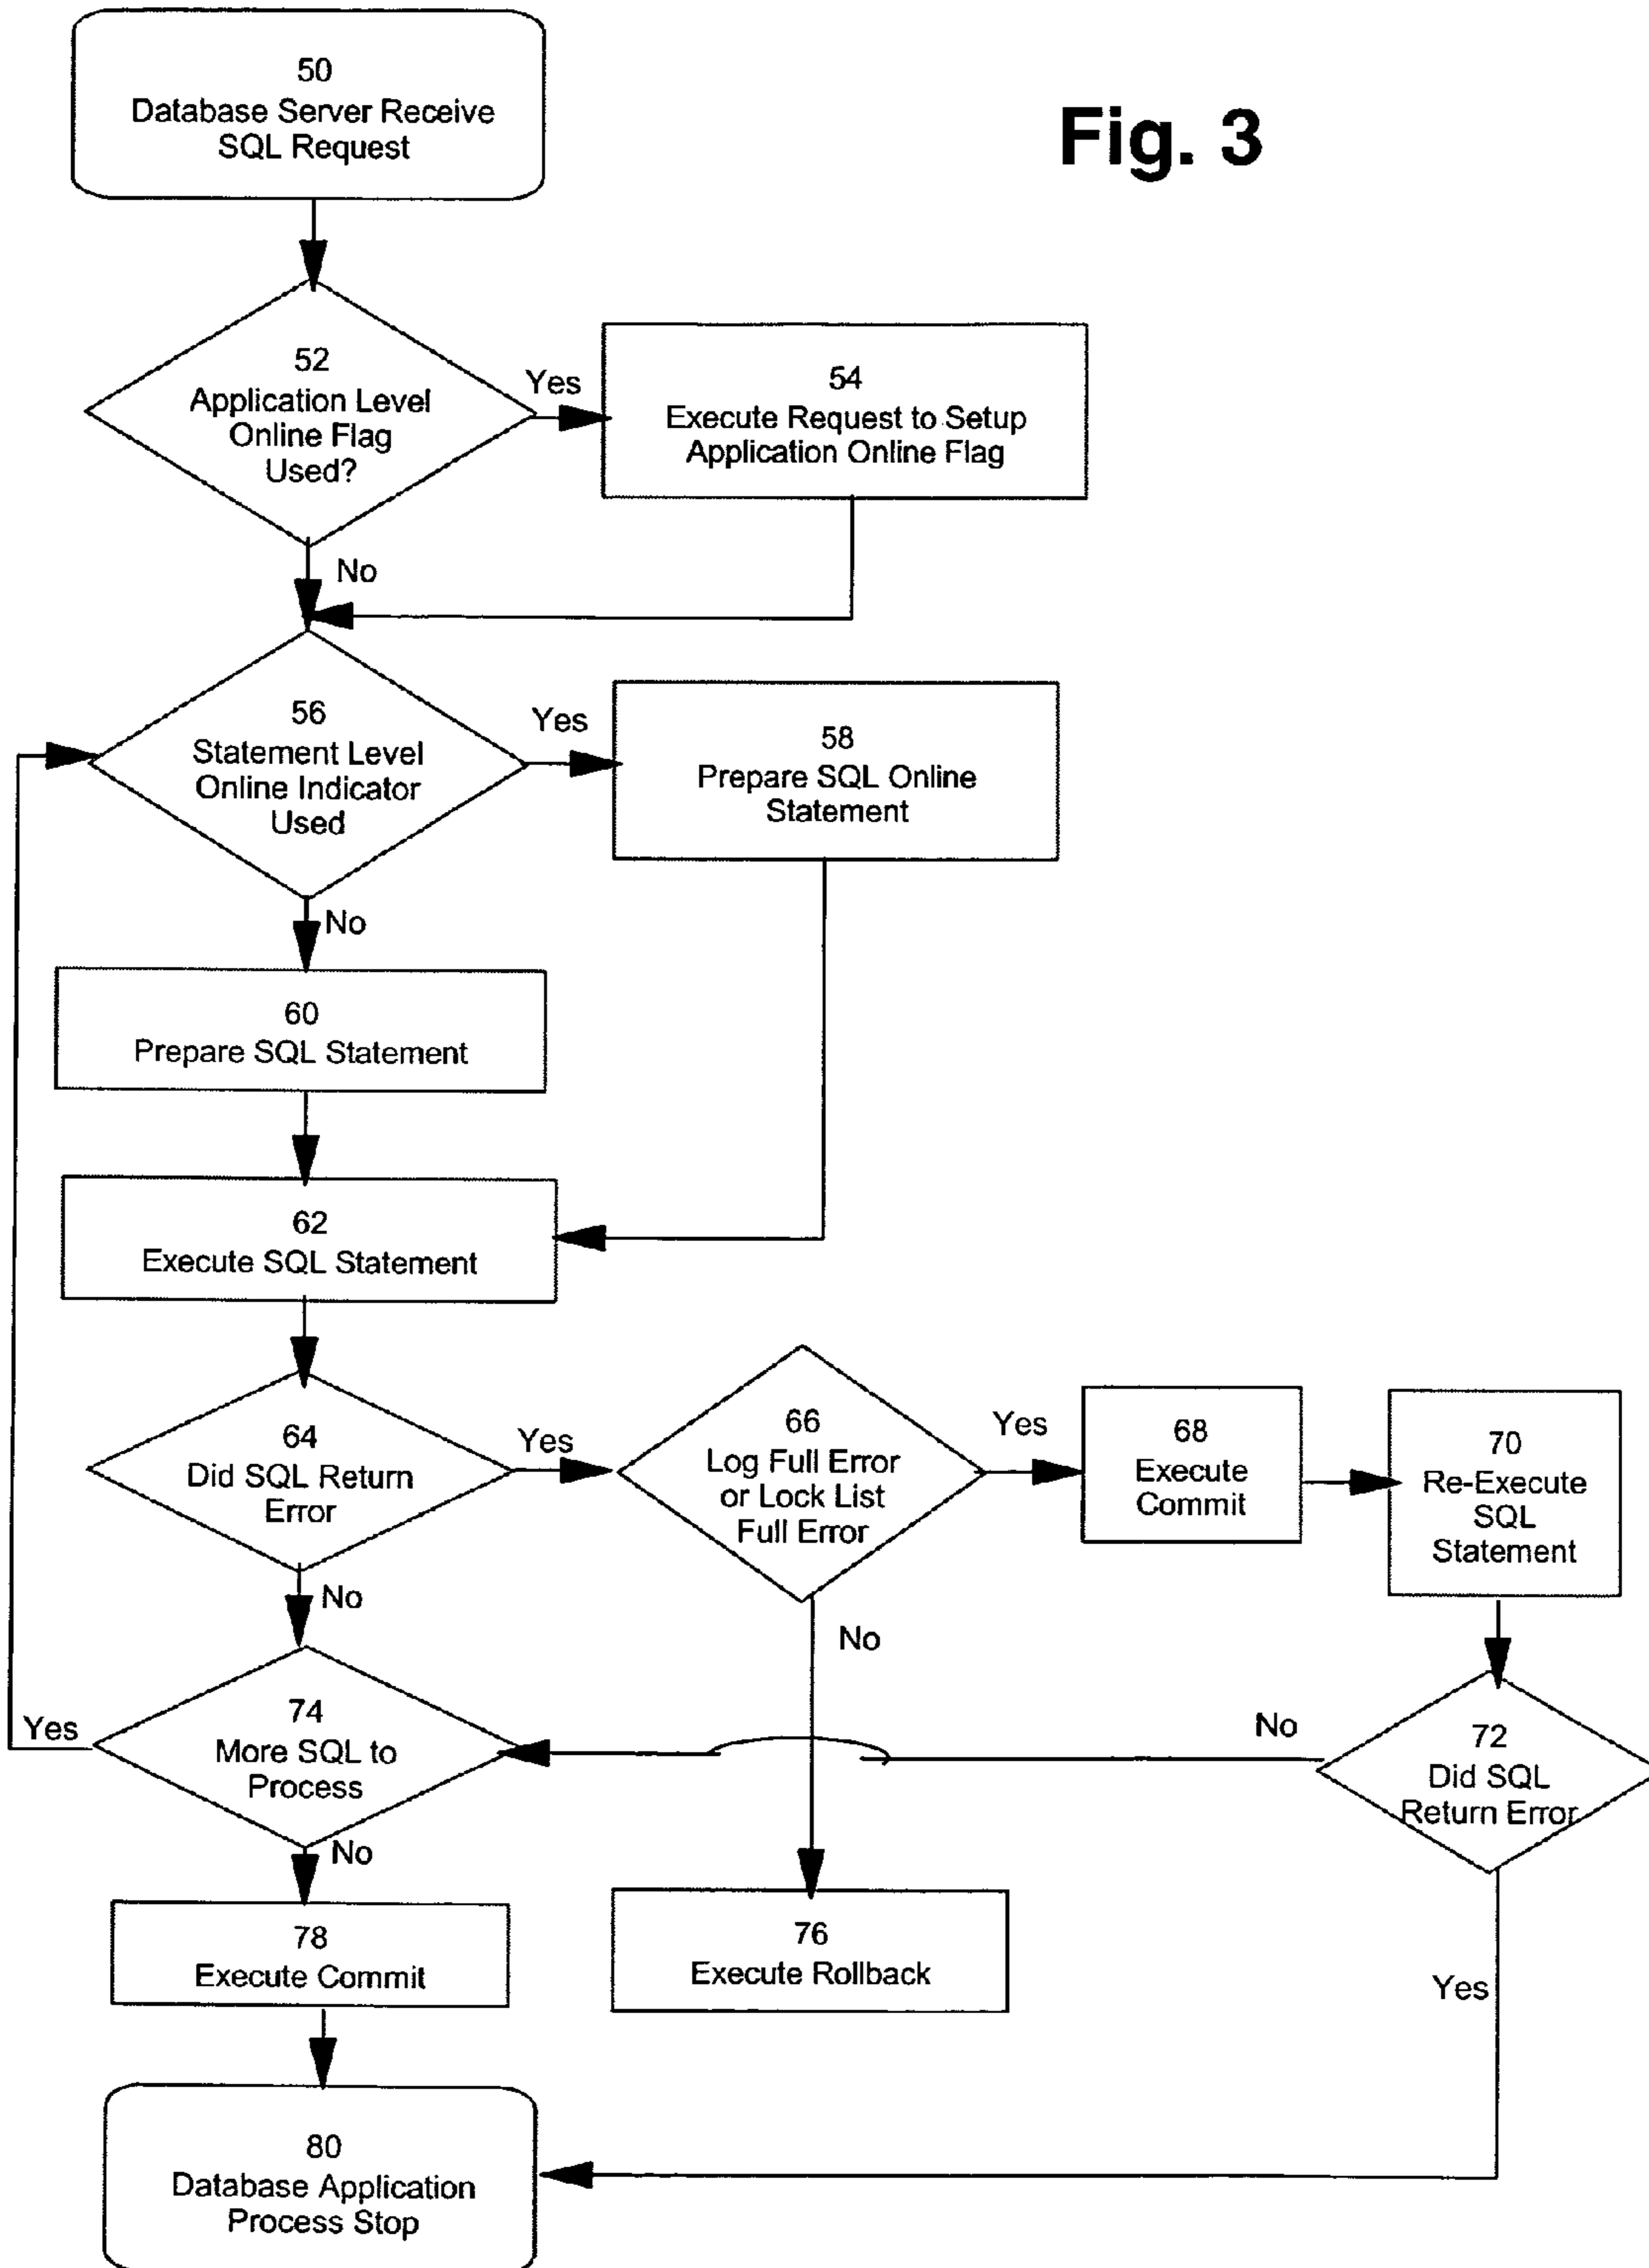 Fig. 3
50
Database Server Receive
SQL Request
52
Application Level
Online Flag
Used?
Yes
54
Execute Request to Setup
Application Online Flag
No
56
Statement Level
Online Indicator
Used
Yes
58
Prepare SQL Online
Statement
No
60
Prepare SQL Statement
62
Execute SQL Statement
64
Did SQL Return
Error
Yes
66
Log Full Error
or Lock List
Full Error
Yes
68
Execute
Commit
70
Re-Execute
SQL
Statement
No
No
Yes
74
More SQL to
Process
No
72
Did SQL
Return Error
No
78
Execute Commit
76
Execute Rollback
Yes
80
Database Application
Process Stop